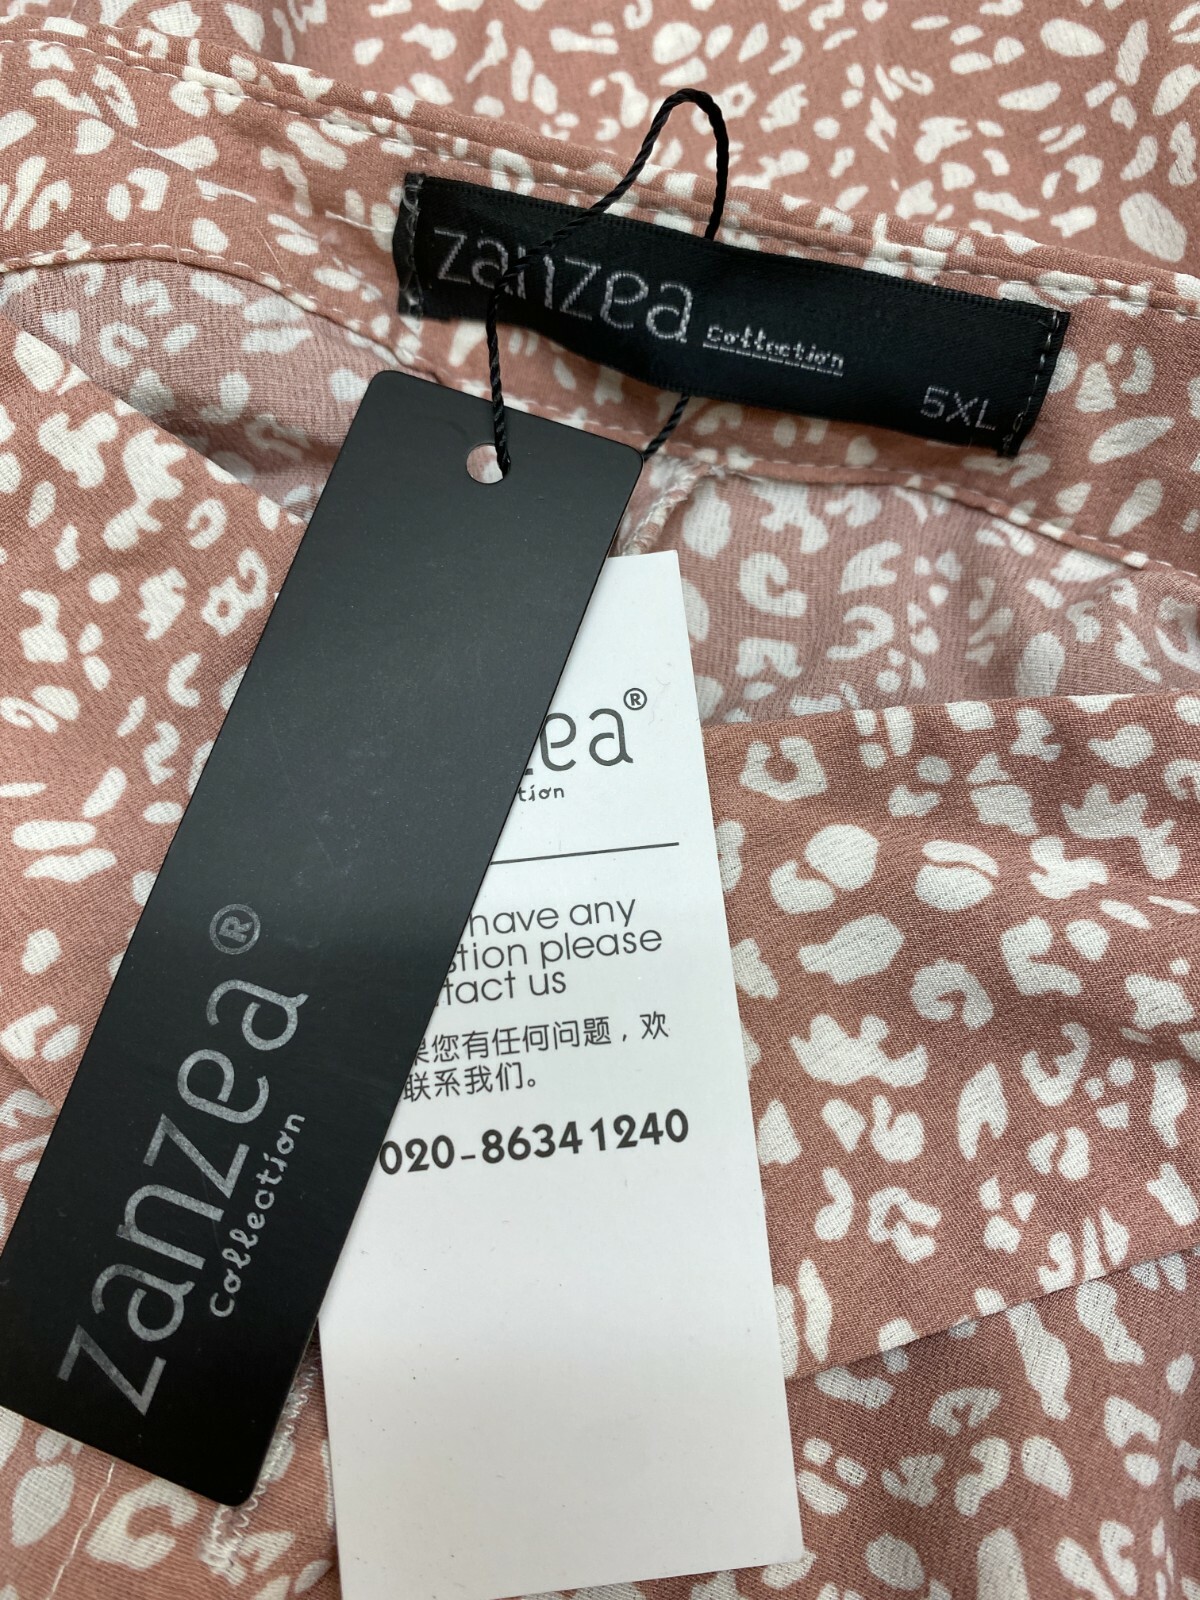 zanzea collection
5XL
zea®
tion
have any
stion please
tact us
果您有任何问题，欢
联系我们。
020-86341240
zanzea®
collection